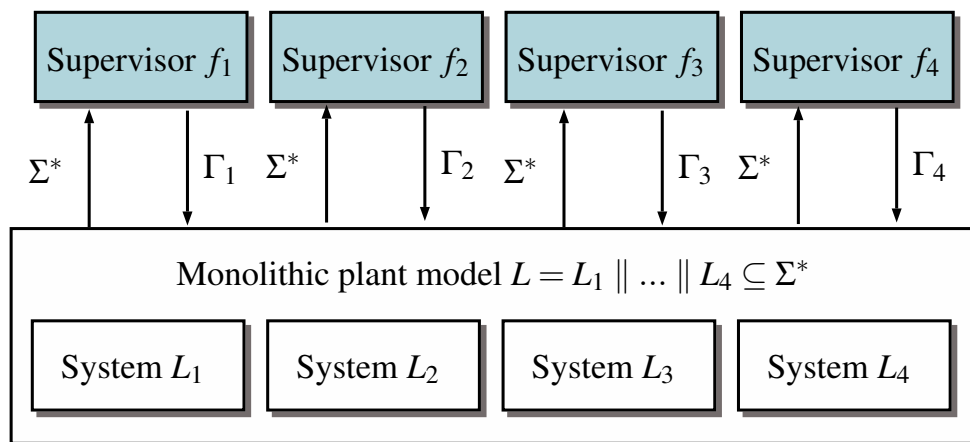 Supervisor f₁ Supervisor f₂ Supervisor f₃ Supervisor f₄
Σ* Γ₁ Σ* Γ₂ Σ* Γ₃ Σ* Γ₄
Monolithic plant model L = L₁ ∥ ... ∥ L₄ ⊆ Σ*
System L₁ System L₂ System L₃ System L₄